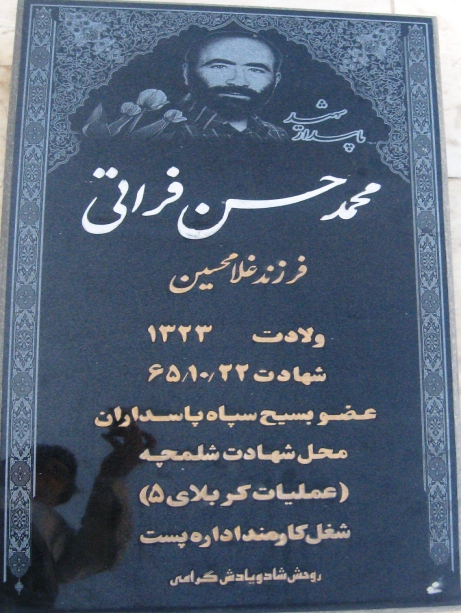 شهید
پاسدار
محمد حسن فراتی
فرزند غلامحسین
ولادت ۱۳۲۳
شهادت ۶۵/۱۰/۲۲
عضو بسیج سپاه پاسداران
محل شهادت شلمچه
(عملیات کربلای ۵)
شغل کارمند اداره پست
روحش شاد و یادش گرامی